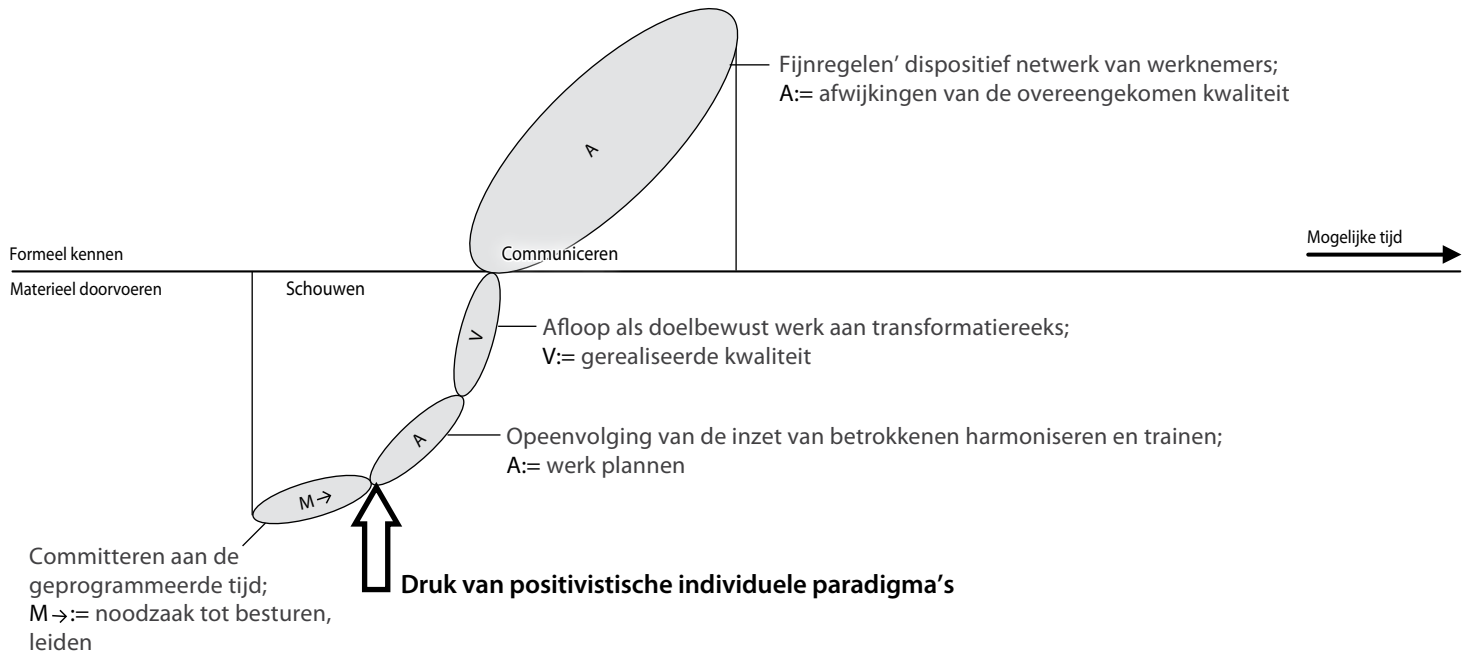 Fijnregelen’ dispositief netwerk van werknemers;
A:= afwijkingen van de overeengekomen kwaliteit
A
Formeel kennen
Communiceren
Mogelijke tijd
Materieel doorvoeren
Schouwen
V
Afloop als doelbewust werk aan transformatiereeks;
V:= gerealiseerde kwaliteit
A
Opeenvolging van de inzet van betrokkenen harmoniseren en trainen;
A:= werk plannen
M→
Committeren aan de
geprogrammeerde tijd;
M→:= noodzaak tot besturen,
leiden
Druk van positivistische individuele paradigma’s